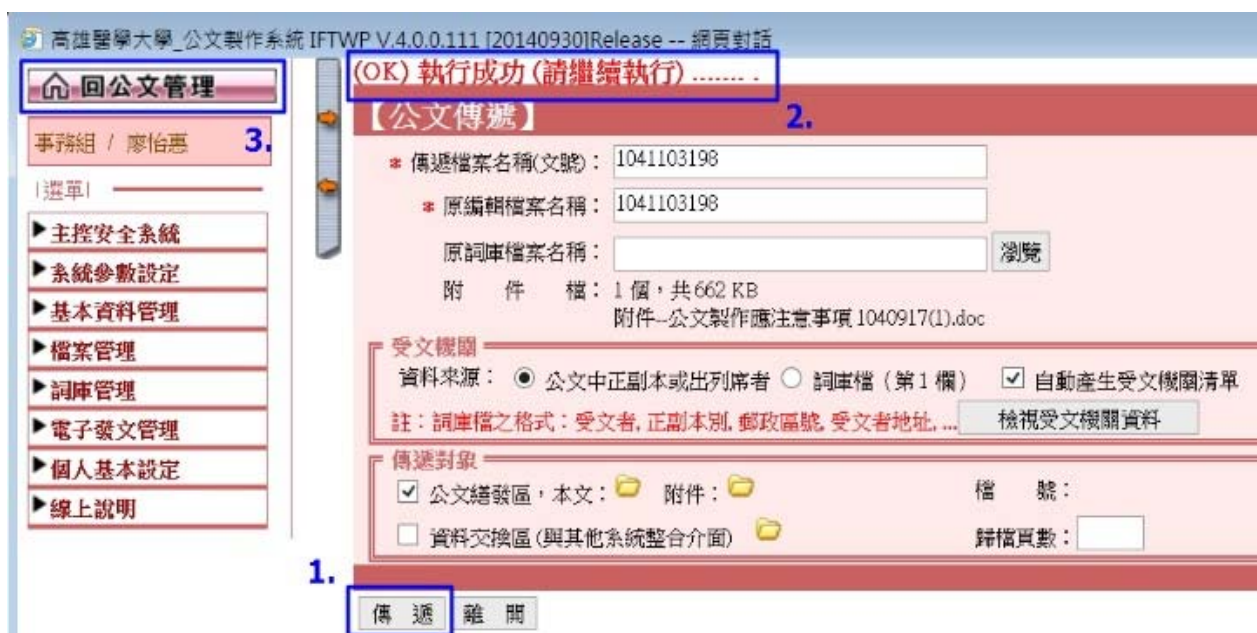 高雄醫學大學_公文製作系統 IFTWP V.4.0.0.111 [20140930]Release -- 網頁對話
回公文管理
3.
事務組 / 廖怡惠
|選單|
▶主控安全系統
▶系統參數設定
▶基本資料管理
▶檔案管理
▶詞庫管理
▶電子發文管理
▶個人基本設定
▶線上說明
(OK) 執行成功 (請繼續執行) ....... .
2.
【公文傳遞】
* 傳遞檔案名稱(文號)： 1041103198
* 原編輯檔案名稱： 1041103198
原詞庫檔案名稱： 瀏覽
附 件 檔： 1 個，共 662 KB
附件--公文製作應注意事項 1040917(1).doc
受文機關
資料來源： 公文中正副本或出列席者 詞庫檔 (第 1 欄) 自動產生受文機關清單
註：詞庫檔之格式：受文者, 正副本別, 郵政區號, 受文者地址, ... 檢視受文機關資料
傳遞對象
公文繕發區，本文： 附件： 檔 號：
資料交換區 (與其他系統整合介面) 歸檔頁數：
1.
傳 遞 離 開